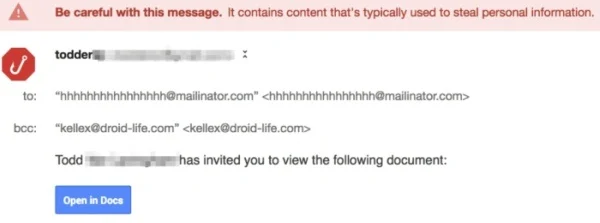 Be careful with this message. It contains content that's typically used to steal personal information.
todder
to: "hhhhhhhhhhhhhhhh@mailinator.com" <hhhhhhhhhhhhhhhh@mailinator.com>
bcc: "kellex@droid-life.com" <kellex@droid-life.com>
Todd has invited you to view the following document:
Open in Docs